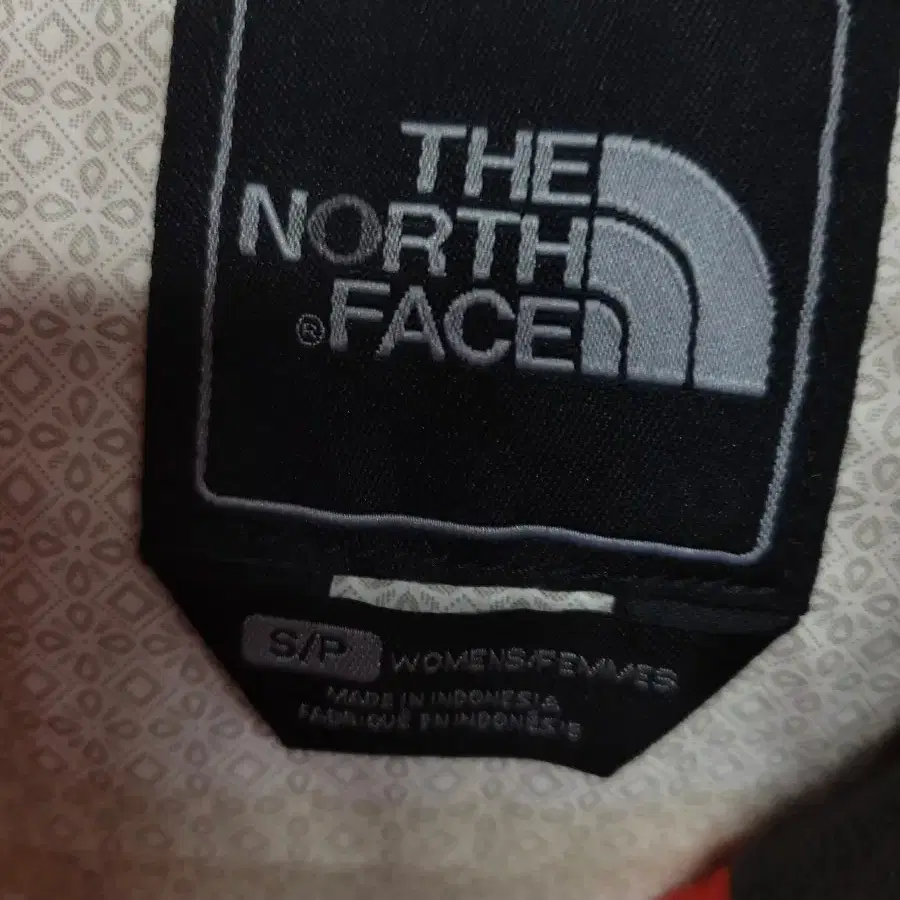 THE
NORTH
® FACE
S/P WOMENS/FEMMES
MADE IN INDONESIA
FABRIQUÉ EN INDONÉSIE